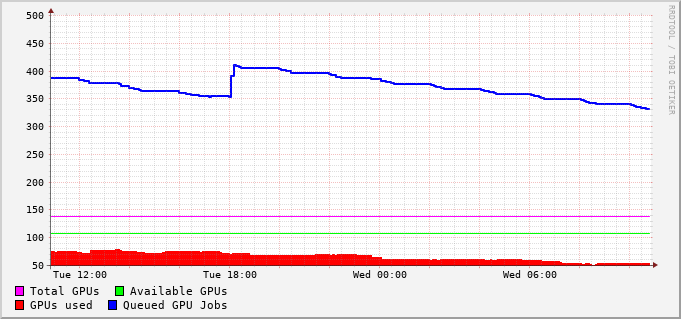 500
450
400
350
300
250
200
150
100
50
Tue 12:00 Tue 18:00 Wed 00:00 Wed 06:00
Total GPUs Available GPUs
GPUs used Queued GPU Jobs
RRDTOOL / TOBI OETIKER